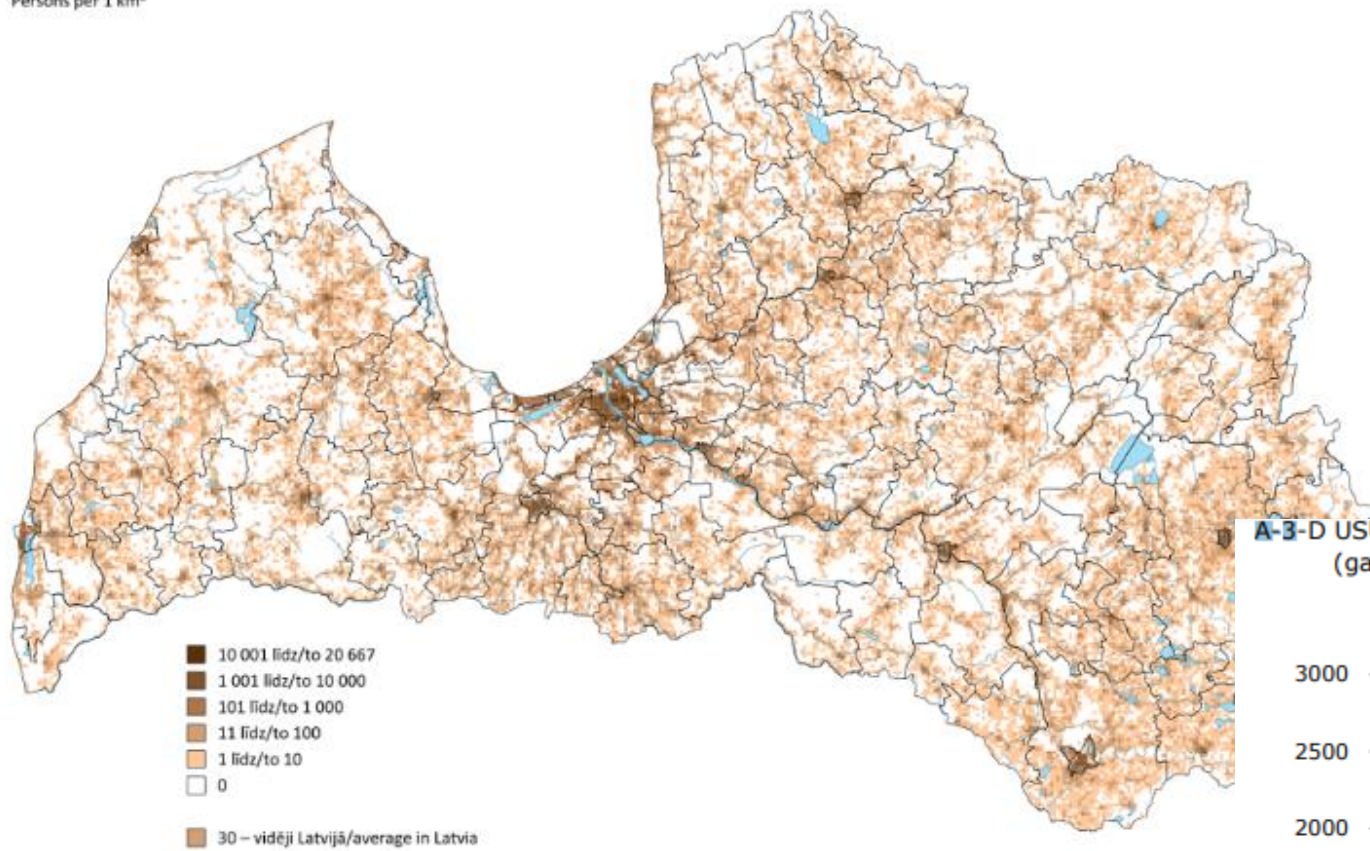 Persons per 1 km²
10 001 līdz/to 20 667
1 001 līdz/to 10 000
101 līdz/to 1 000
11 līdz/to 100
1 līdz/to 10
0
30 – vidēji Latvijā/average in Latvia
A-3-D US
(ga
3000
2500
2000